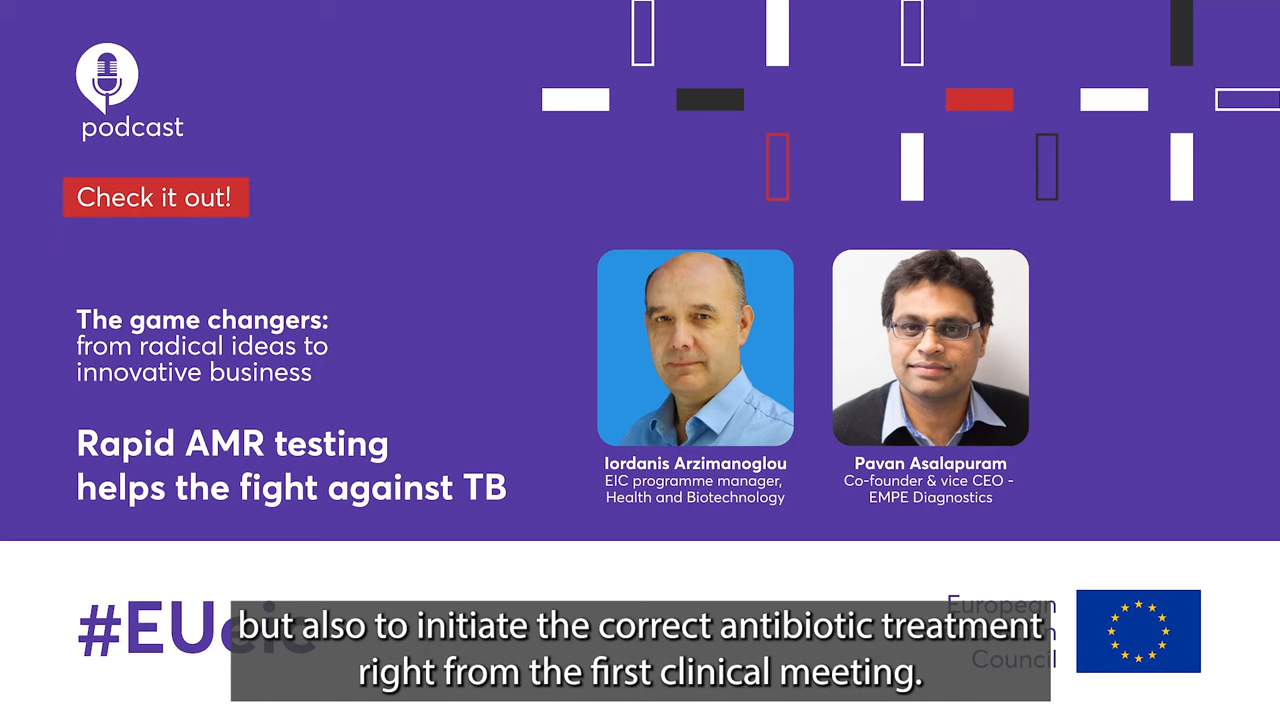 podcast
Check it out!
The game changers:
from radical ideas to
innovative business
Rapid AMR testing
helps the fight against TB
Iordanis Arzimanoglou
EIC programme manager,
Health and Biotechnology
Pavan Asalapuram
Co-founder & vice CEO -
EMPE Diagnostics
#EUeic
European
Council
but also to initiate the correct antibiotic treatment
right from the first clinical meeting.